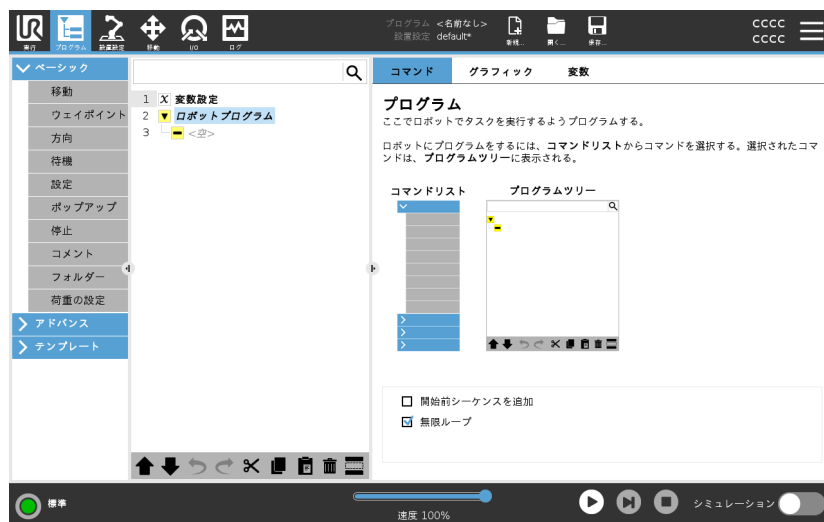 UR
実行
プログラム
設置設定
移動
I/O
ログ
プログラム <名前なし>
設置設定 default*
新規...
開く...
保存...
cccc
cccc
ベーシック
移動
ウェイポイント
方向
待機
設定
ポップアップ
停止
コメント
フォルダー
荷重の設定
アドバンス
テンプレート
1 X 変数設定
2 ロボットプログラム
3 <空>
コマンド グラフィック 変数
プログラム
ここでロボットでタスクを実行するようプログラムする。
ロボットにプログラムをするには、コマンドリストからコマンドを選択する。選択されたコマ
ンドは、プログラムツリーに表示される。
コマンドリスト プログラムツリー
開始前シーケンスを追加
無限ループ
標準
速度 100%
シミュレーション